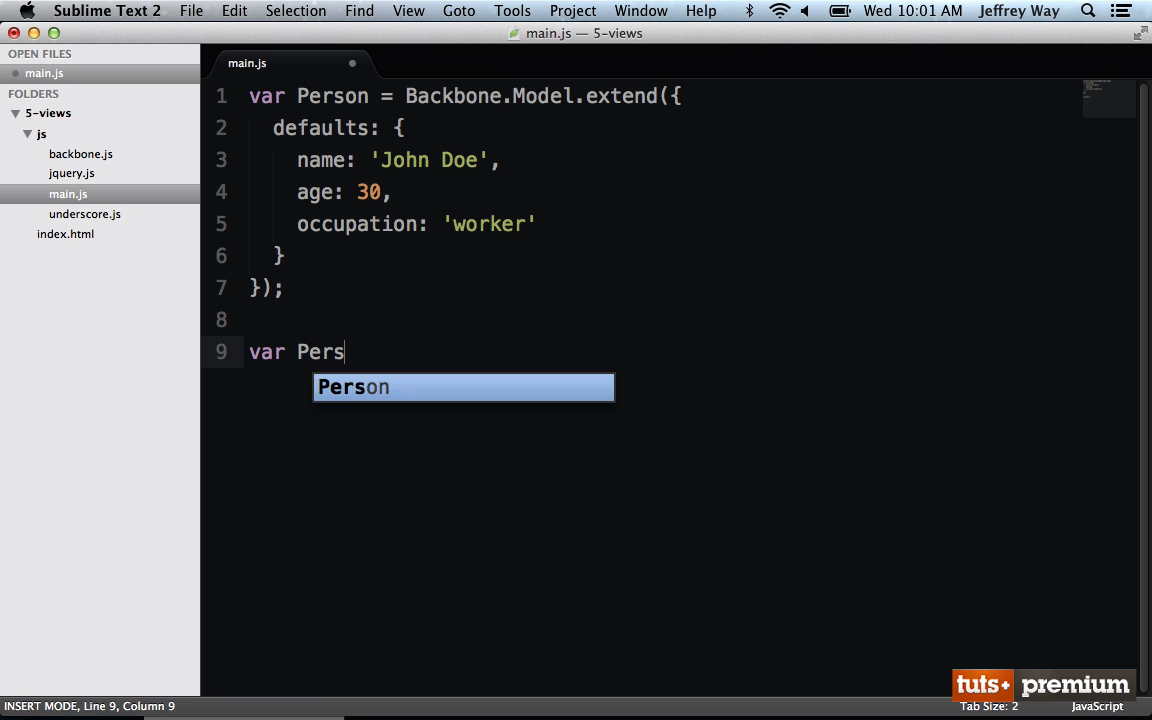 Sublime Text 2 File Edit Selection Find View Goto Tools Project Window Help Wed 10:01 AM Jeffrey Way
main.js — 5-views
OPEN FILES
main.js
FOLDERS
5-views
js
backbone.js
jquery.js
main.js
underscore.js
index.html
main.js
1 var Person = Backbone.Model.extend({
2 defaults: {
3 name: 'John Doe',
4 age: 30,
5 occupation: 'worker'
6 }
7 });
8
9 var Pers
Person
tuts+ premium
INSERT MODE, Line 9, Column 9 Tab Size: 2 JavaScript